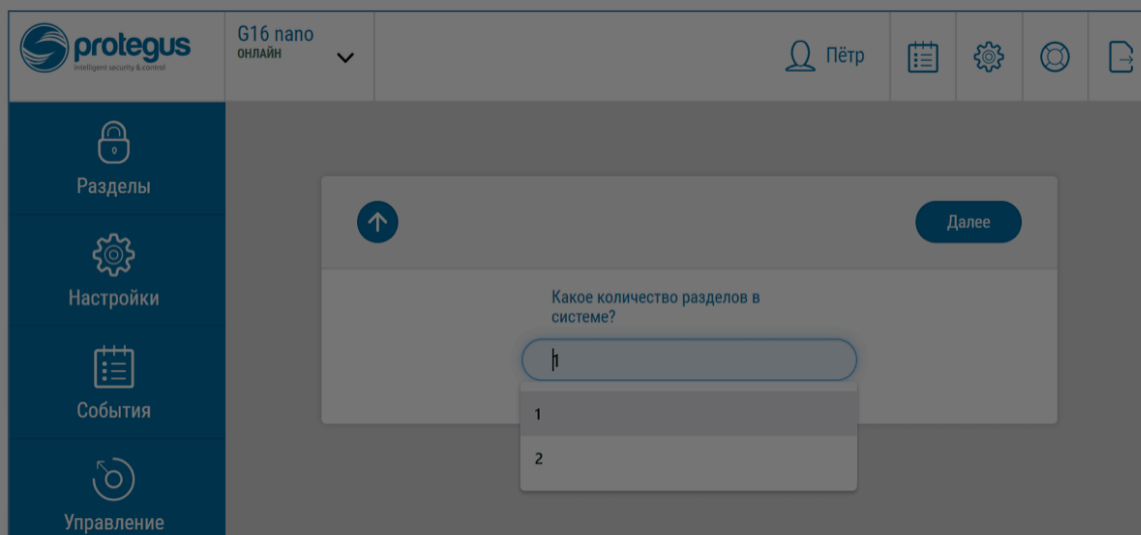 protegus
intelligent security & control
G16 nano
ОНЛАЙН
Пётр
Разделы
Настройки
События
Управление
Далее
Какое количество разделов в
системе?
1
1
2